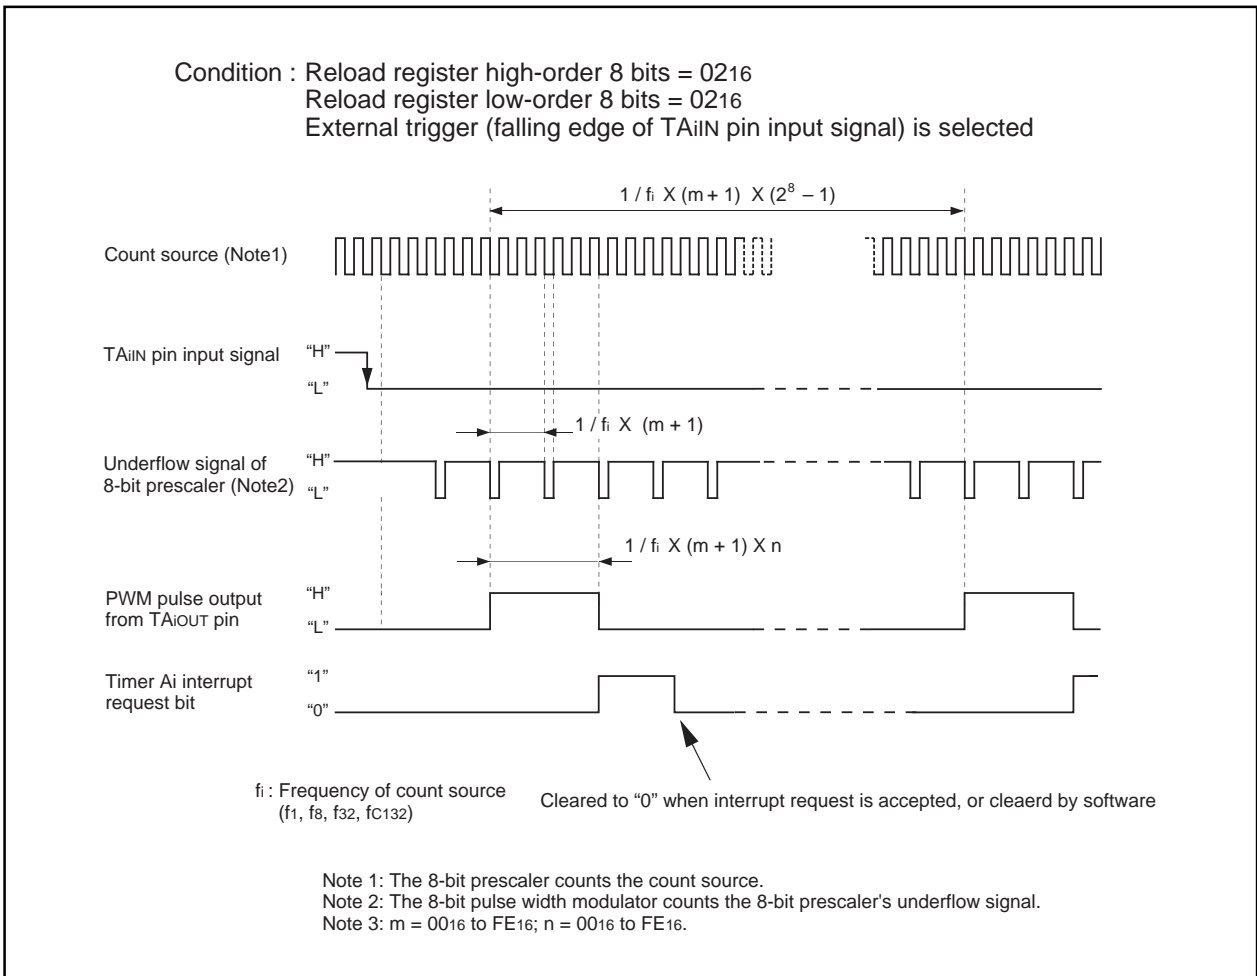 Condition : Reload register high-order 8 bits = 0216
Reload register low-order 8 bits = 0216
External trigger (falling edge of TAiIN pin input signal) is selected
1 / fi X (m + 1) X (2^8 – 1)
Count source (Note1)
TAiIN pin input signal
“H”
“L”
1 / fi X (m + 1)
Underflow signal of
8-bit prescaler (Note2)
“H”
“L”
1 / fi X (m + 1) X n
PWM pulse output
from TAiOUT pin
“H”
“L”
Timer Ai interrupt
request bit
“1”
“0”
fi : Frequency of count source
(f1, f8, f32, fC132)
Cleared to “0” when interrupt request is accepted, or cleaerd by software
Note 1: The 8-bit prescaler counts the count source.
Note 2: The 8-bit pulse width modulator counts the 8-bit prescaler's underflow signal.
Note 3: m = 0016 to FE16; n = 0016 to FE16.